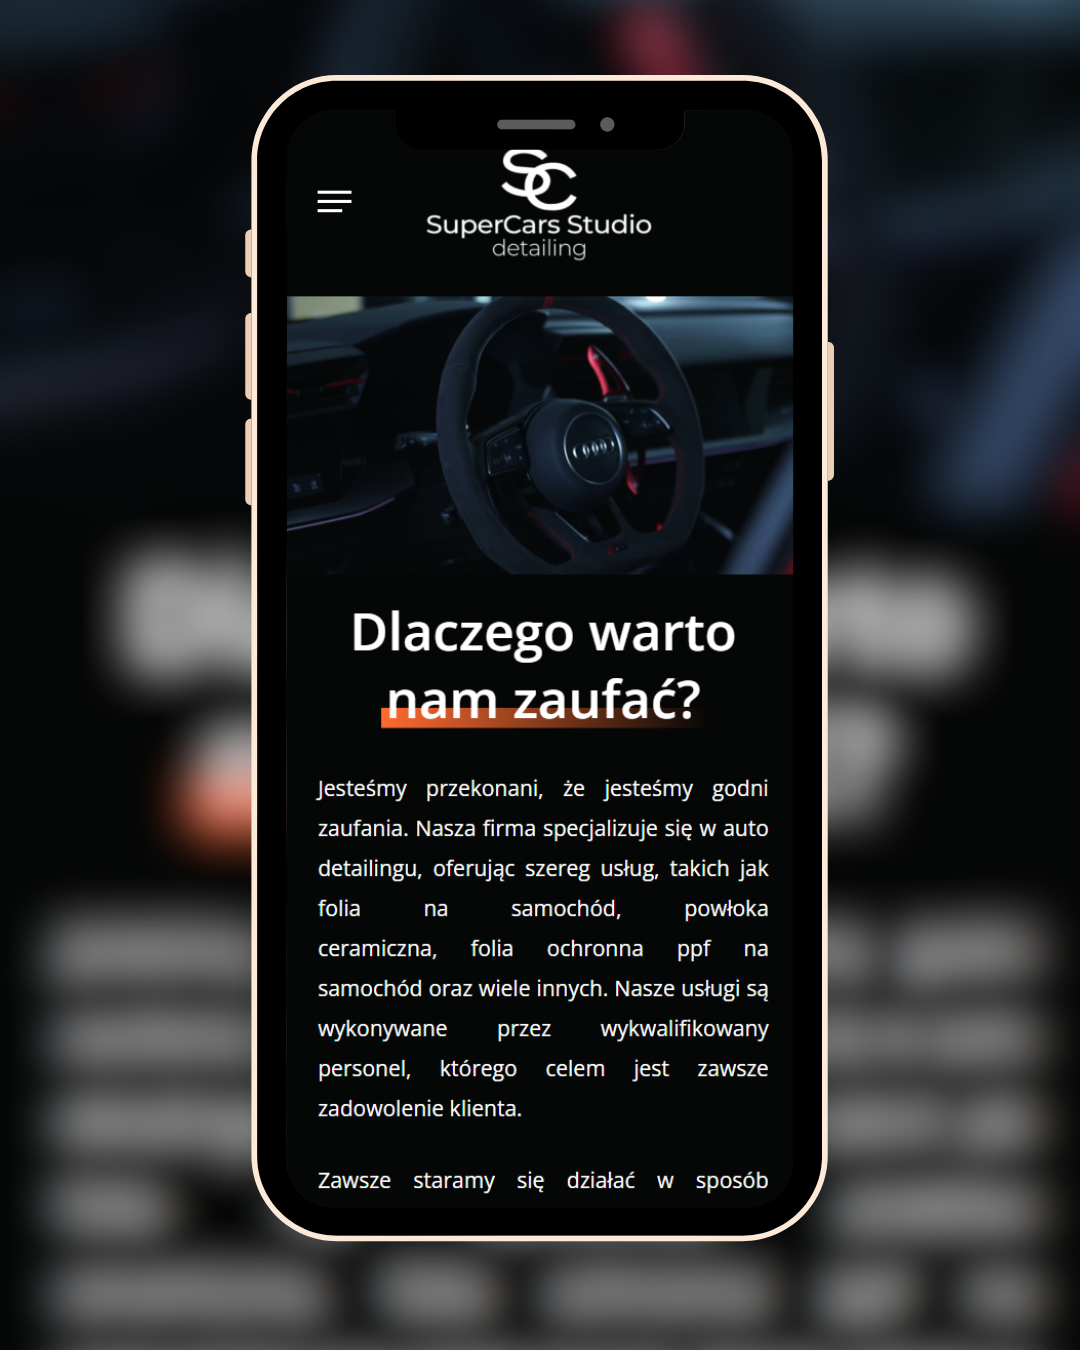 SC
SuperCars Studio
detailing
Dlaczego warto
nam zaufać?
Jesteśmy przekonani, że jesteśmy godni
zaufania. Nasza firma specjalizuje się w auto
detailingu, oferując szereg usług, takich jak
folia na samochód, powłoka
ceramiczna, folia ochronna ppf na
samochód oraz wiele innych. Nasze usługi są
wykonywane przez wykwalifikowany
personel, którego celem jest zawsze
zadowolenie klienta.
Zawsze staramy się działać w sposób